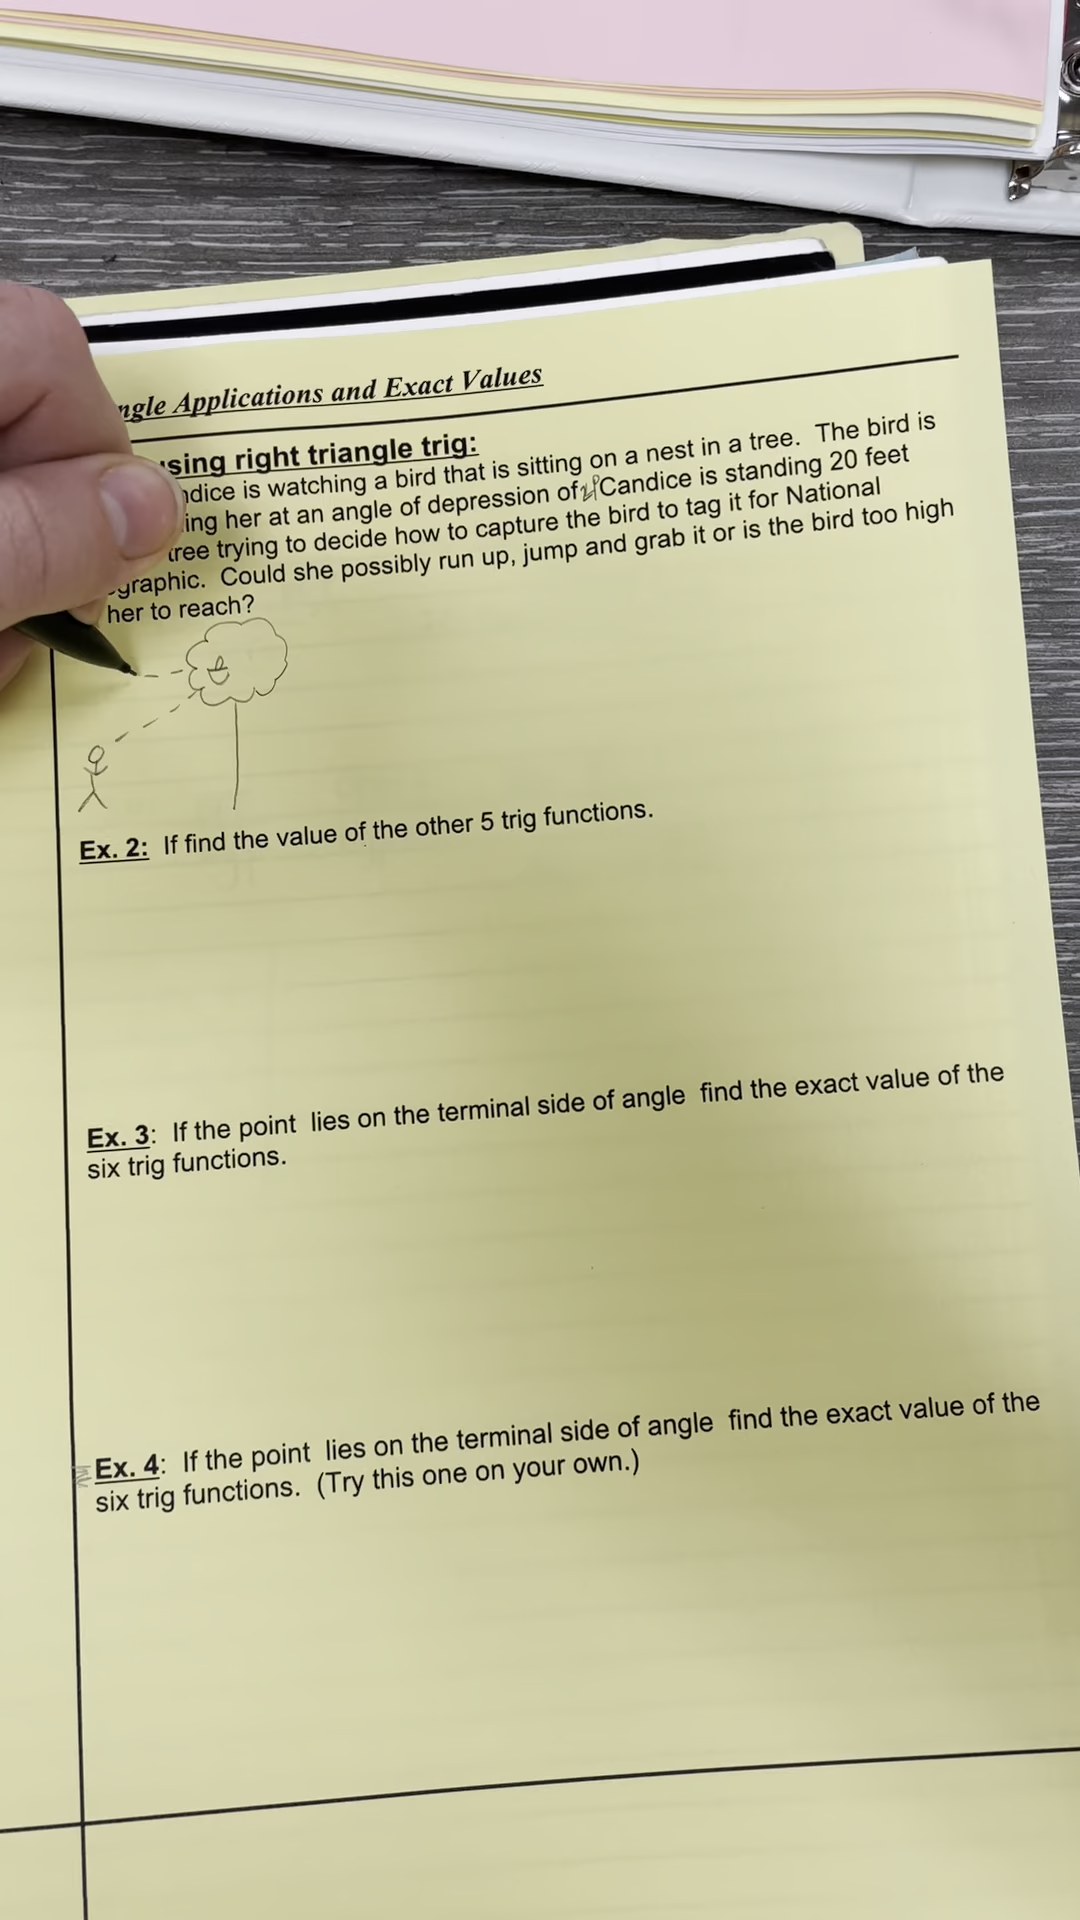 ngle Applications and Exact Values
sing right triangle trig:
ndice is watching a bird that is sitting on a nest in a tree. The bird is
ing her at an angle of depression of Candice is standing 20 feet
tree trying to decide how to capture the bird to tag it for National
graphic. Could she possibly run up, jump and grab it or is the bird too high
her to reach?
Ex. 2: If find the value of the other 5 trig functions.
Ex. 3: If the point lies on the terminal side of angle find the exact value of the
six trig functions.
Ex. 4: If the point lies on the terminal side of angle find the exact value of the
six trig functions. (Try this one on your own.)